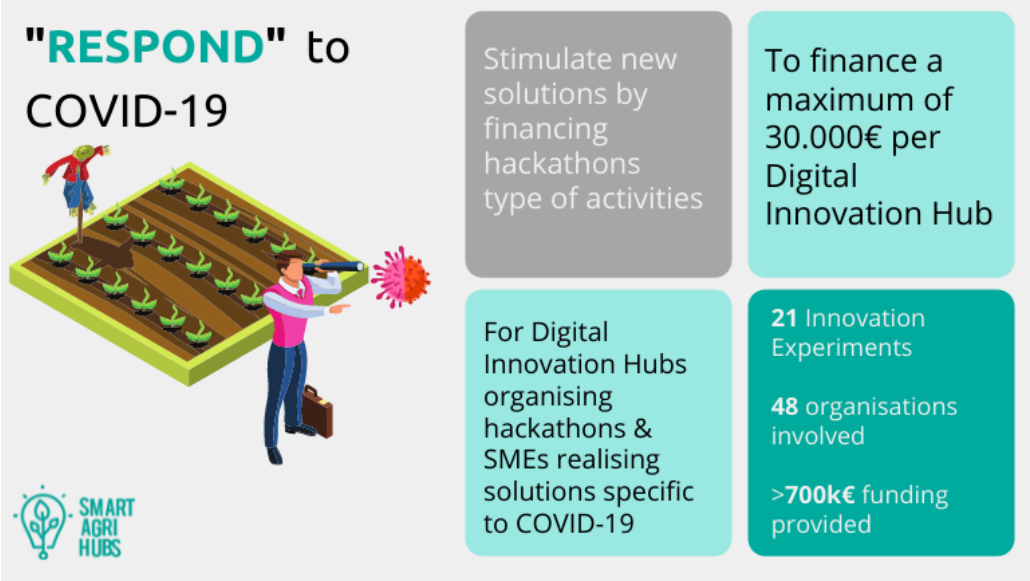 "RESPOND" to
COVID-19
Stimulate new
solutions by
financing
hackathons
type of activities
To finance a
maximum of
30.000€ per
Digital
Innovation Hub
For Digital
Innovation Hubs
organising
hackathons &
SMEs realising
solutions specific
to COVID-19
21 Innovation
Experiments
48 organisations
involved
>700k€ funding
provided
SMART
AGRI
HUBS